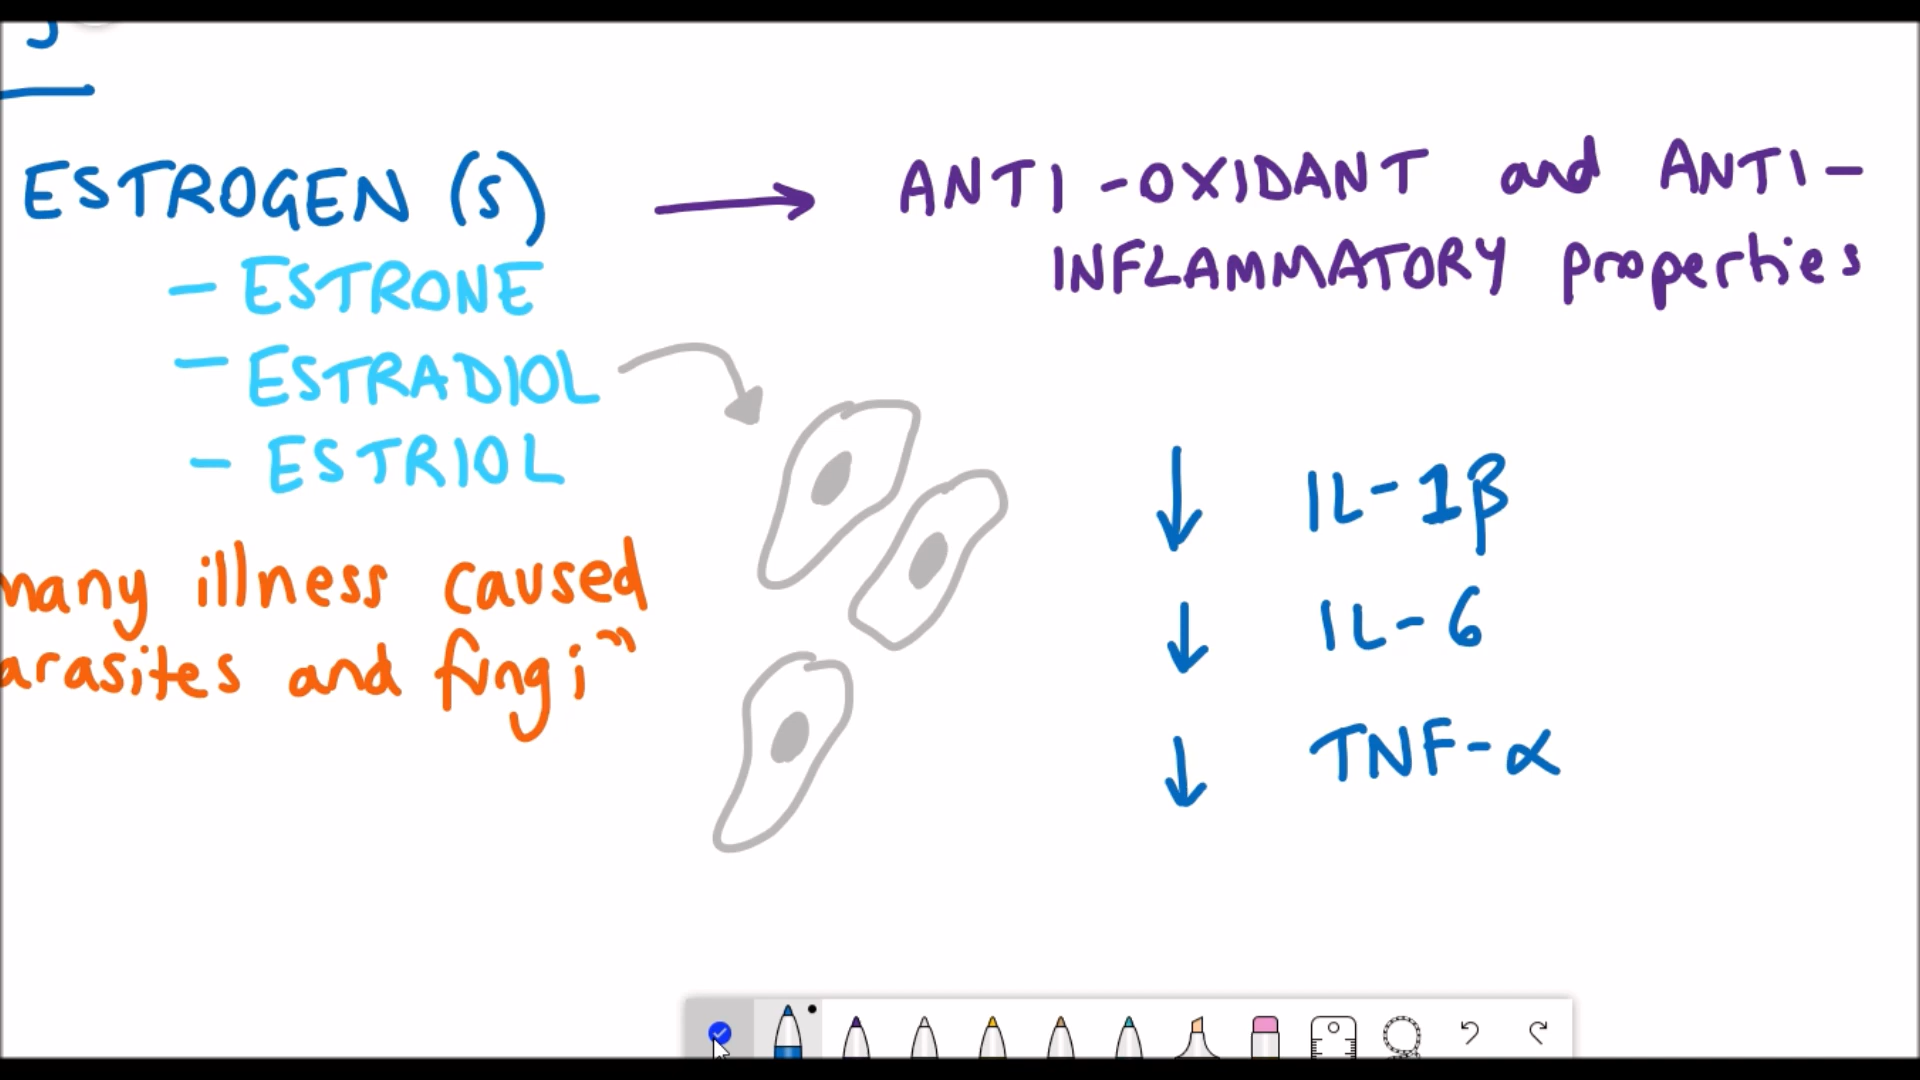 ESTROGEN (S) → ANTI-OXIDANT and ANTI-
INFLAMMATORY properties
- ESTRONE
- ESTRADIOL
- ESTRIOL
↓ IL-1β
many illness caused
↓ IL-6
arasites and fungi"
↓ TNF-α